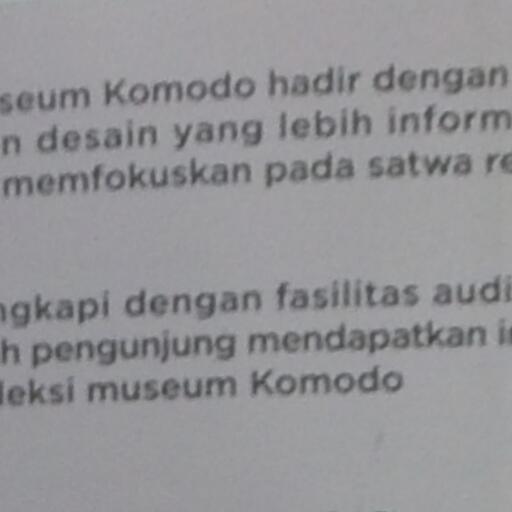 seum Komodo hadir dengan
n desain yang lebih inform
memfokuskan pada satwa re
ngkapi dengan fasilitas audi
h pengunjung mendapatkan in
leksi museum Komodo